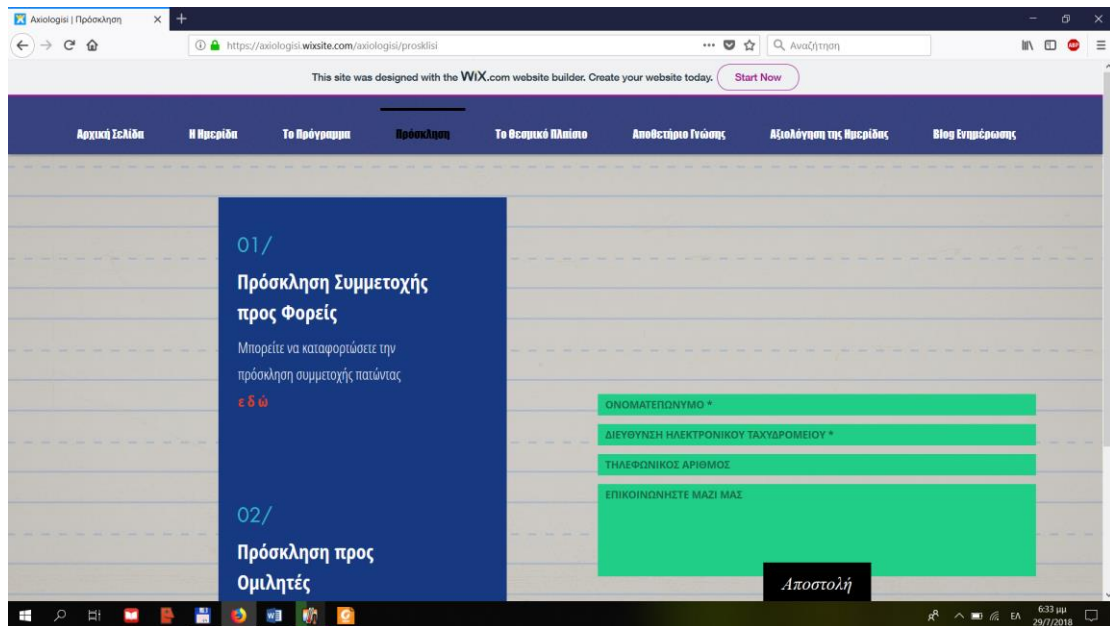 Axiologisi | Πρόσκληση
https://axiologisi.wixsite.com/axiologisi/prosklisi
Αναζήτηση
ABP
This site was designed with the WiX.com website builder. Create your website today. Start Now
Αρχική Σελίδα Η Ημερίδα Το Πρόγραμμα Πρόσκληση Το Θεσμικό Πλαίσιο Αποθετήριο Γνώσης Αξιολόγηση της Ημερίδας Blog Ενημέρωσης
01/
Πρόσκληση Συμμετοχής
προς Φορείς
Μπορείτε να καταφορτώσετε την
πρόσκληση συμμετοχής πατώντας
εδώ
02/
Πρόσκληση προς
Ομιλητές
ΟΝΟΜΑΤΕΠΩΝΥΜΟ *
ΔΙΕΥΘΥΝΣΗ ΗΛΕΚΤΡΟΝΙΚΟΥ ΤΑΧΥΔΡΟΜΕΙΟΥ *
ΤΗΛΕΦΩΝΙΚΟΣ ΑΡΙΘΜΟΣ
ΕΠΙΚΟΙΝΩΝΗΣΤΕ ΜΑΖΙ ΜΑΣ
Αποστολή
ΕΛ
6:33 μμ
29/7/2018